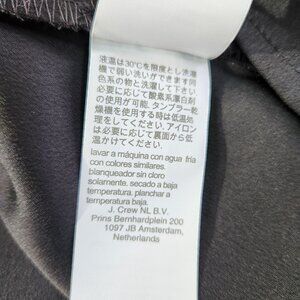 液温は30℃を限度とし洗濯
機で弱い洗いができます同
色系の物と洗濯して下さい
必要に応じて酸素系漂白剤
の使用が可能。タンブラー乾
燥機を使用する時は低温処
理をしてください。アイロン
は必要に応じて裏面から低
温かけてください。
lavar a máquina con agua fría
con colores similares.
blanqueador sin cloro
solamente. secado a baja
temperatura, planchar a
temperatura baja.
J. Crew NL B.V.
Prins Bernhardplein 200
1097 JB Amsterdam,
Netherlands